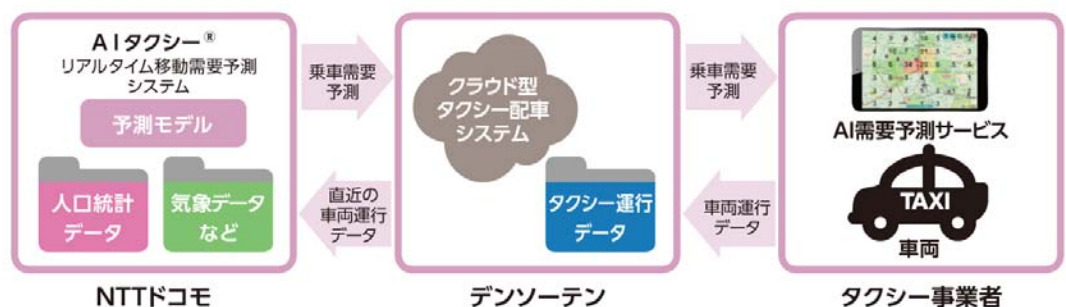 AIタクシー®
リアルタイム移動需要予測
システム
予測モデル
人口統計
データ
気象データ
など
NTTドコモ
乗車需要
予測
直近の
車両運行
データ
クラウド型
タクシー配車
システム
タクシー運行
データ
デンソーテン
乗車需要
予測
車両運行
データ
AI需要予測サービス
TAXI
車両
タクシー事業者